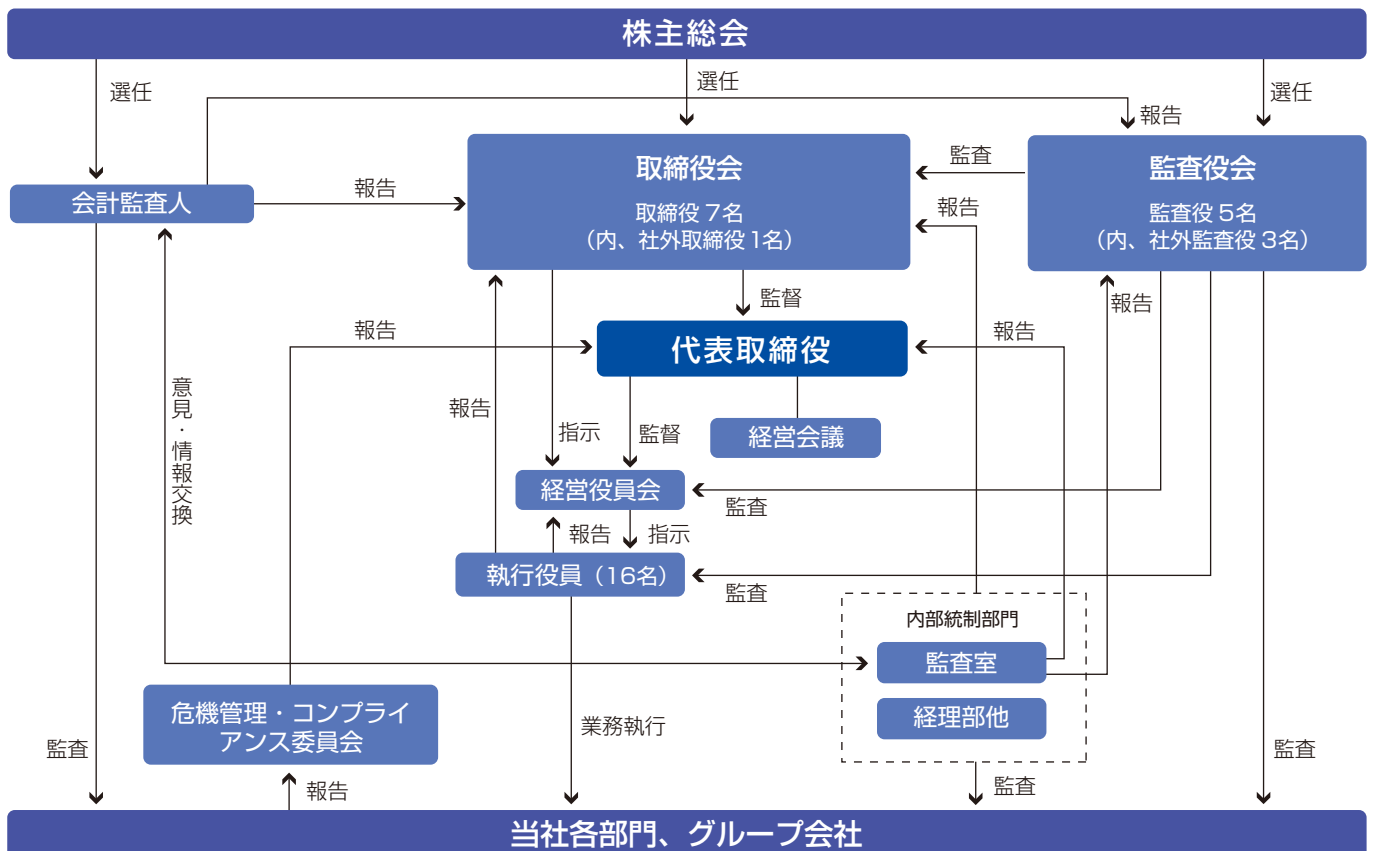 株主総会
選任
選任
選任
報告
会計監査人
報告
取締役会
取締役 7名
（内、社外取締役 1名）
監査
監査役会
監査役 5名
（内、社外監査役 3名）
報告
監督
報告
報告
代表取締役
報告
意見・情報交換
報告
指示
監督
経営会議
経営役員会
監査
報告
指示
執行役員（16名）
監査
内部統制部門
監査室
経理部他
危機管理・コンプライ
アンス委員会
業務執行
監査
監査
報告
監査
当社各部門、グループ会社